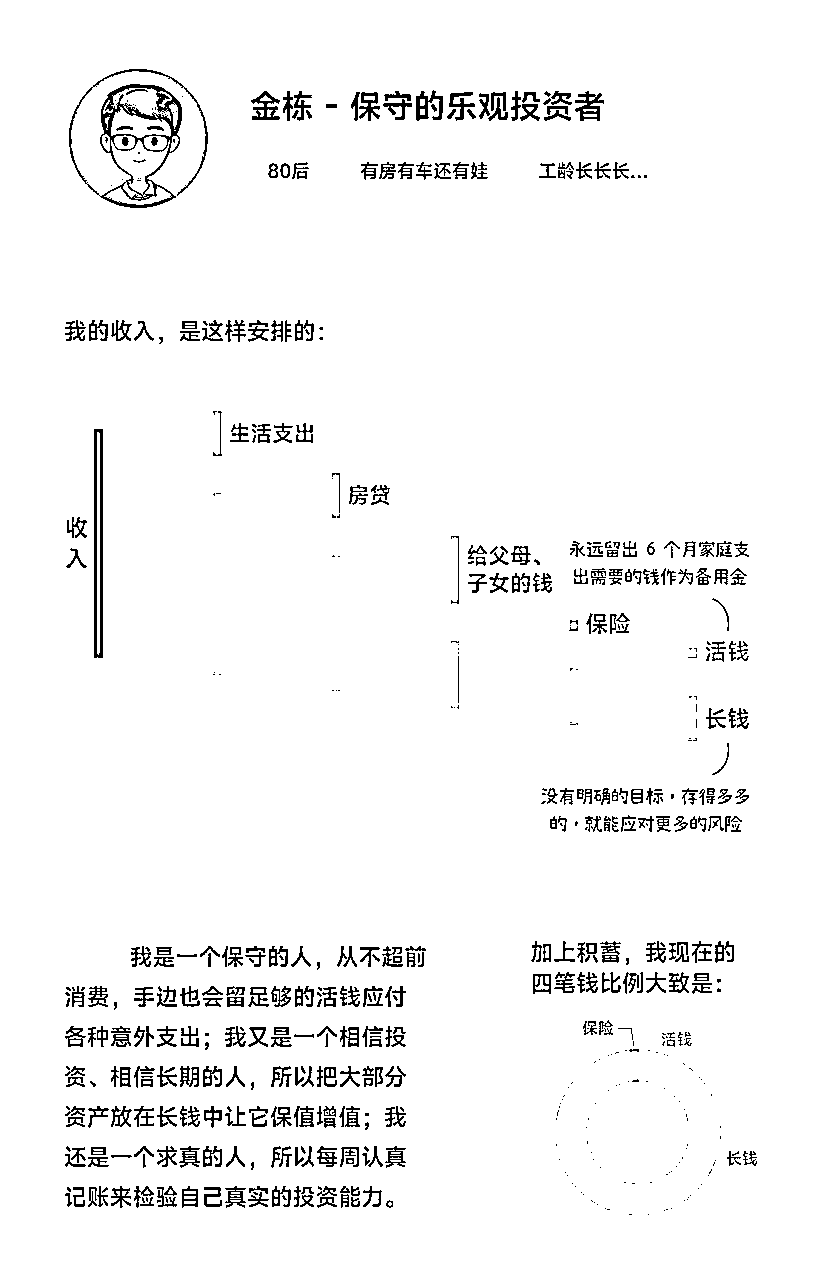 金栋 - 保守的乐观投资者
80后 有房有车还有娃 工龄长长长...
我的收入，是这样安排的：
收入
生活支出
房贷
给父母、
子女的钱
永远留出 6 个月家庭支
出需要的钱作为备用金
保险
活钱
长钱
没有明确的目标，存得多多
的，就能应对更多的风险
我是一个保守的人，从不超前
消费，手边也会留足够的活钱应付
各种意外支出；我又是一个相信投
资、相信长期的人，所以把大部分
资产放在长钱中让它保值增值；我
还是一个求真的人，所以每周认真
记账来检验自己真实的投资能力。
加上积蓄，我现在的
四笔钱比例大致是：
保险
活钱
长钱